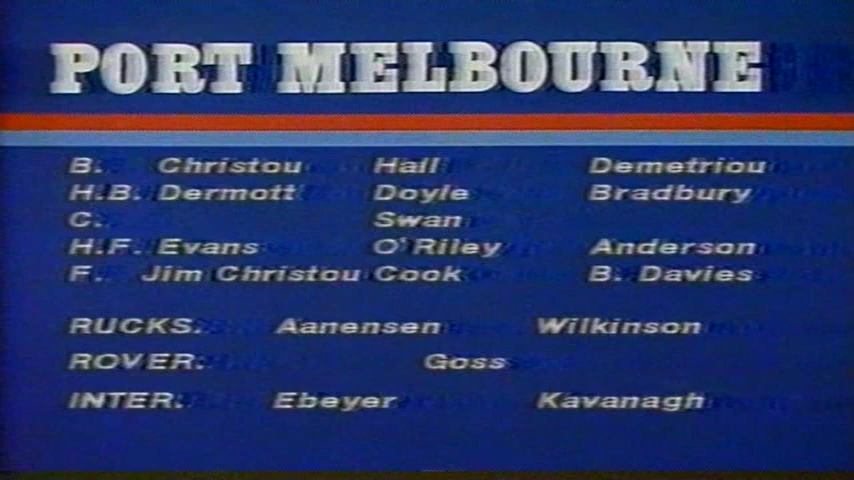 PORT MELBOURNE
B. Christou Hall Demetriou
H.B. Dermott Doyle Bradbury
C. Swan
H.F. Evans O'Riley Anderson
F. Jim Christou Cook B. Davies
RUCKS. Aanensen Wilkinson
ROVER. Goss
INTER. Ebeyer Kavanagh